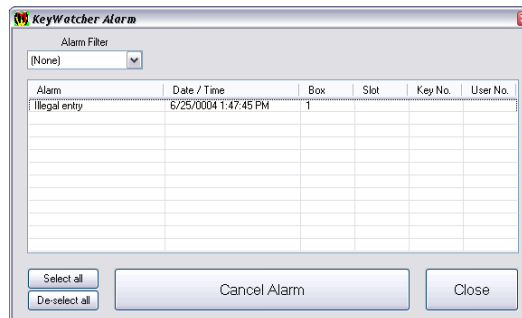 KeyWatcher Alarm
Alarm Filter
(None)
Alarm Date / Time Box Slot Key No. User No.
Illegal entry 6/25/0004 1:47:45 PM 1
Select all
De-select all
Cancel Alarm
Close